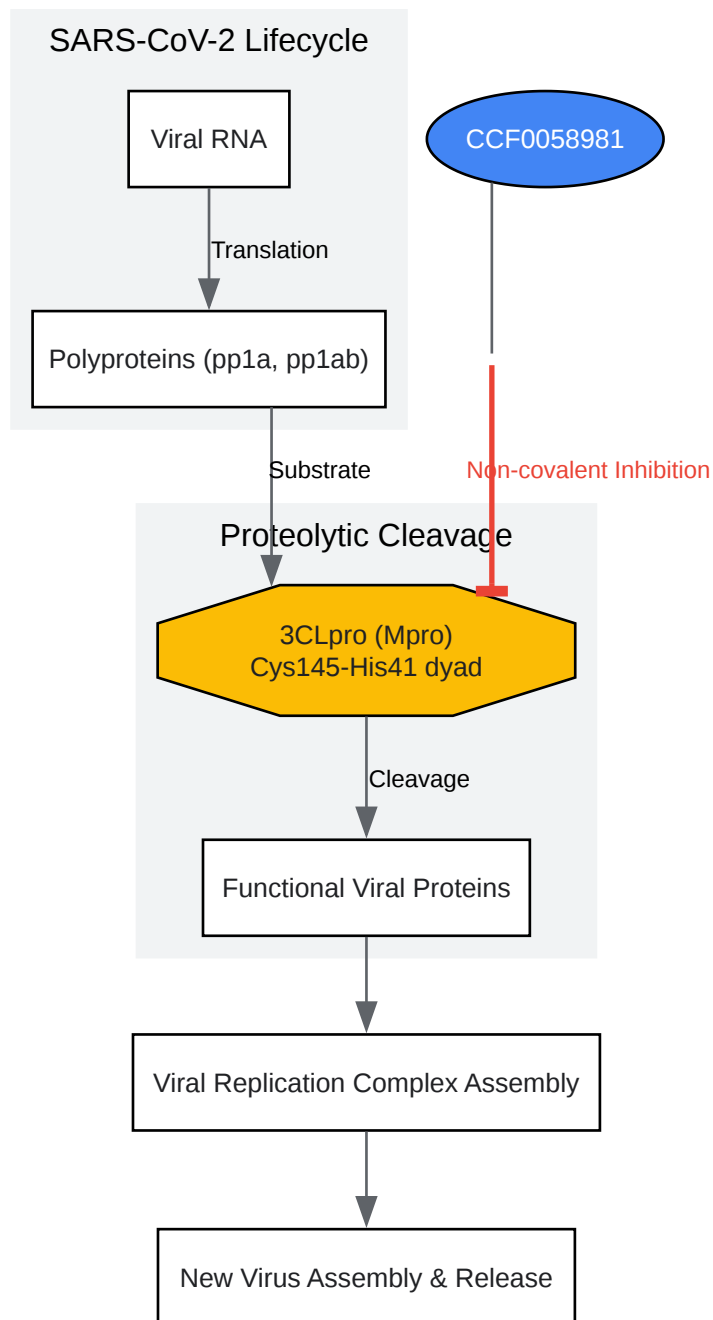 SARS-CoV-2 Lifecycle
Viral RNA
CCF0058981
Translation
Polyproteins (pp1a, pp1ab)
Substrate
Non-covalent Inhibition
Proteolytic Cleavage
3CLpro (Mpro)
Cys145-His41 dyad
Cleavage
Functional Viral Proteins
Viral Replication Complex Assembly
New Virus Assembly & Release